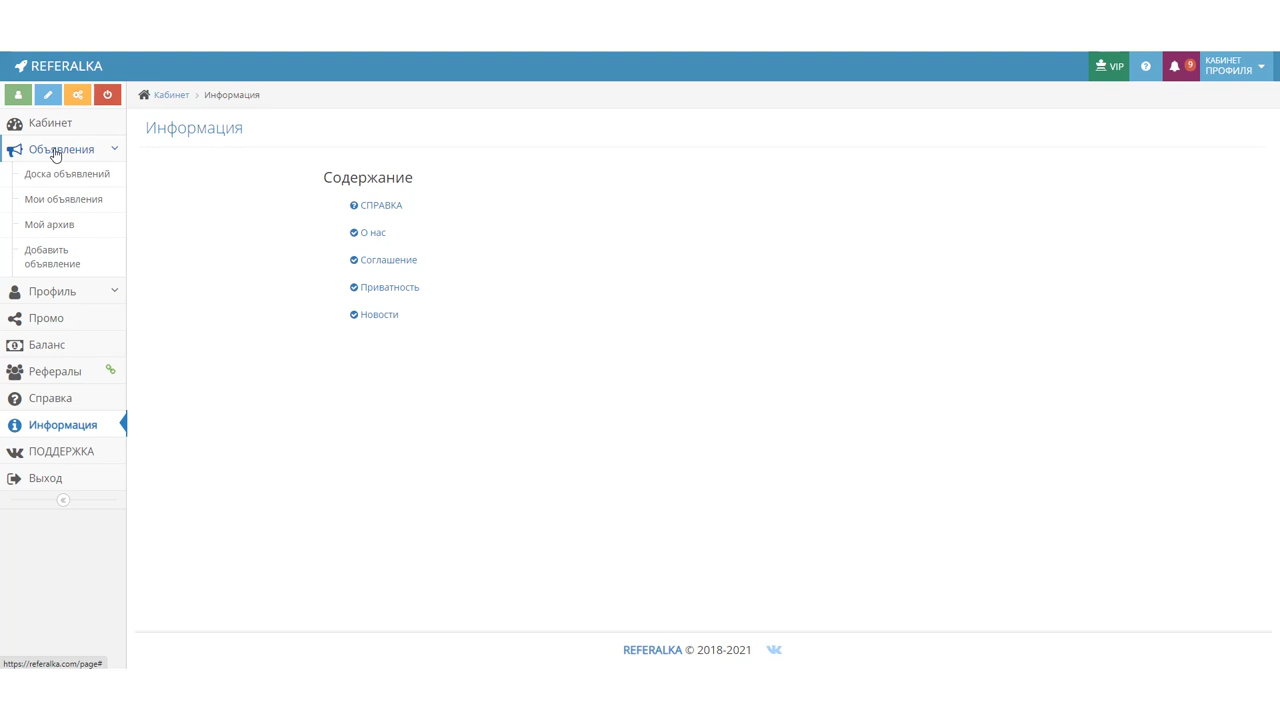 REFERALKA
VIP
9
КАБИНЕТ
ПРОФИЛЯ
Кабинет
Информация
Кабинет
Объявления
Доска объявлений
Мои объявления
Мой архив
Добавить
объявление
Профиль
Промо
Баланс
Рефералы
Справка
Информация
ПОДДЕРЖКА
Выход
Информация
Содержание
СПРАВКА
О нас
Соглашение
Приватность
Новости
REFERALKA © 2018-2021
https://referalka.com/page#